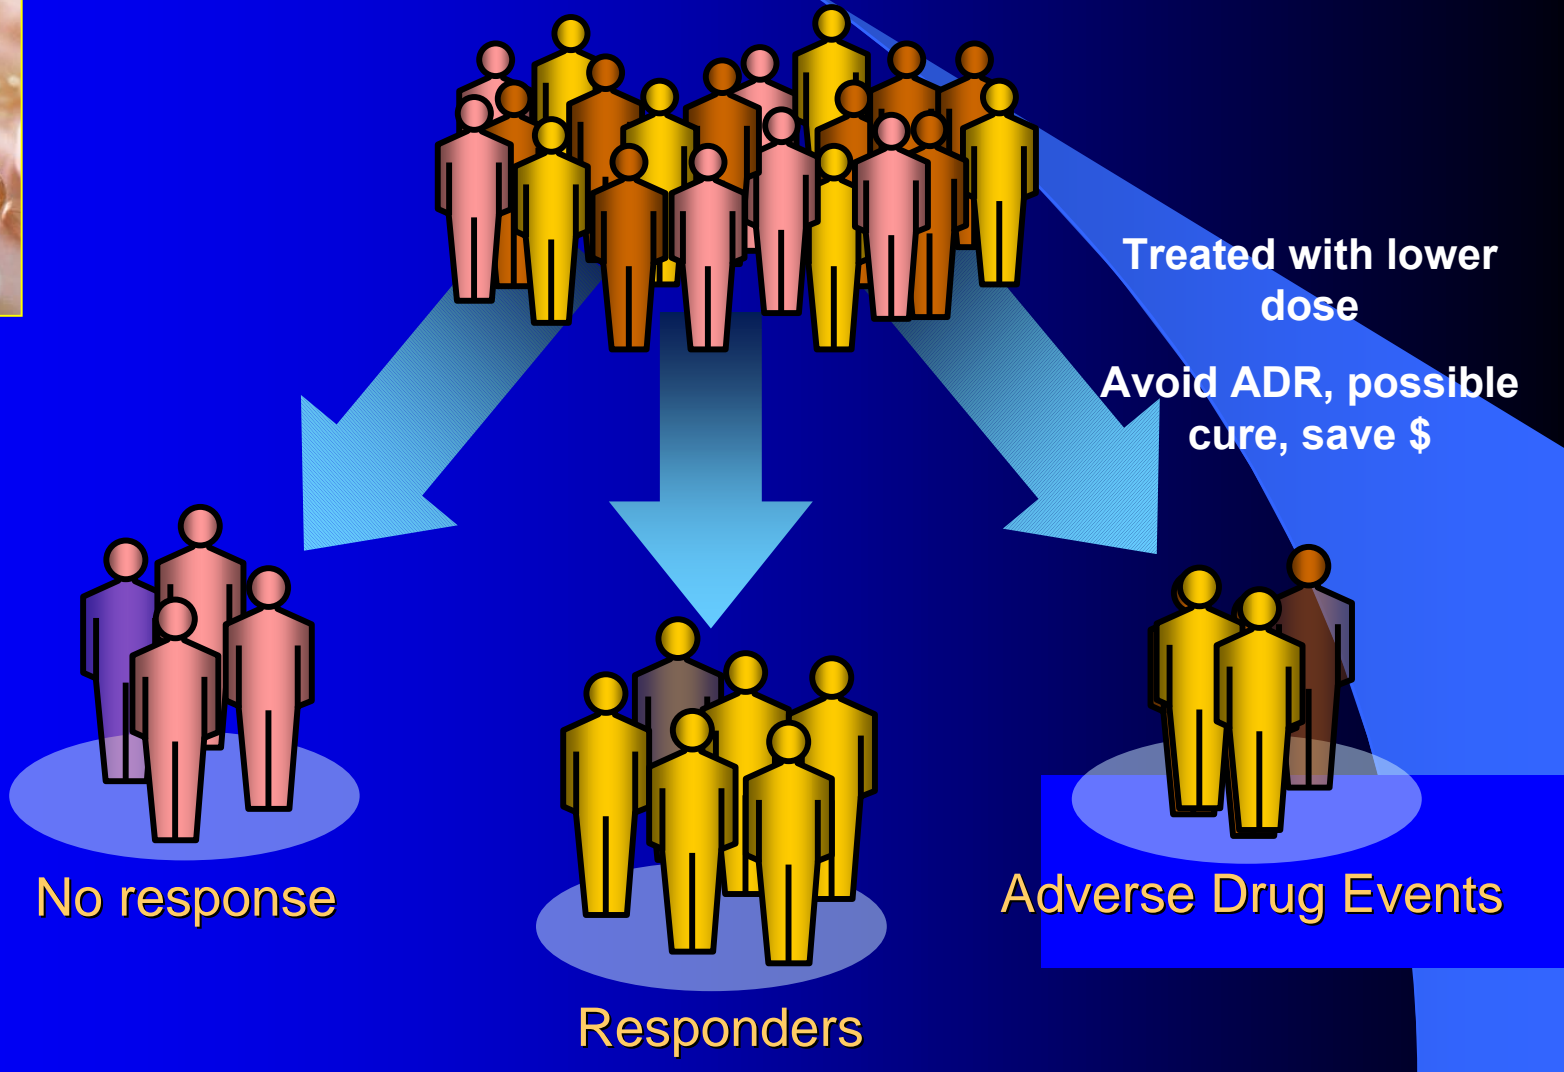 Treated with lower
dose
Avoid ADR, possible
cure, save $
No response
Adverse Drug Events
Responders